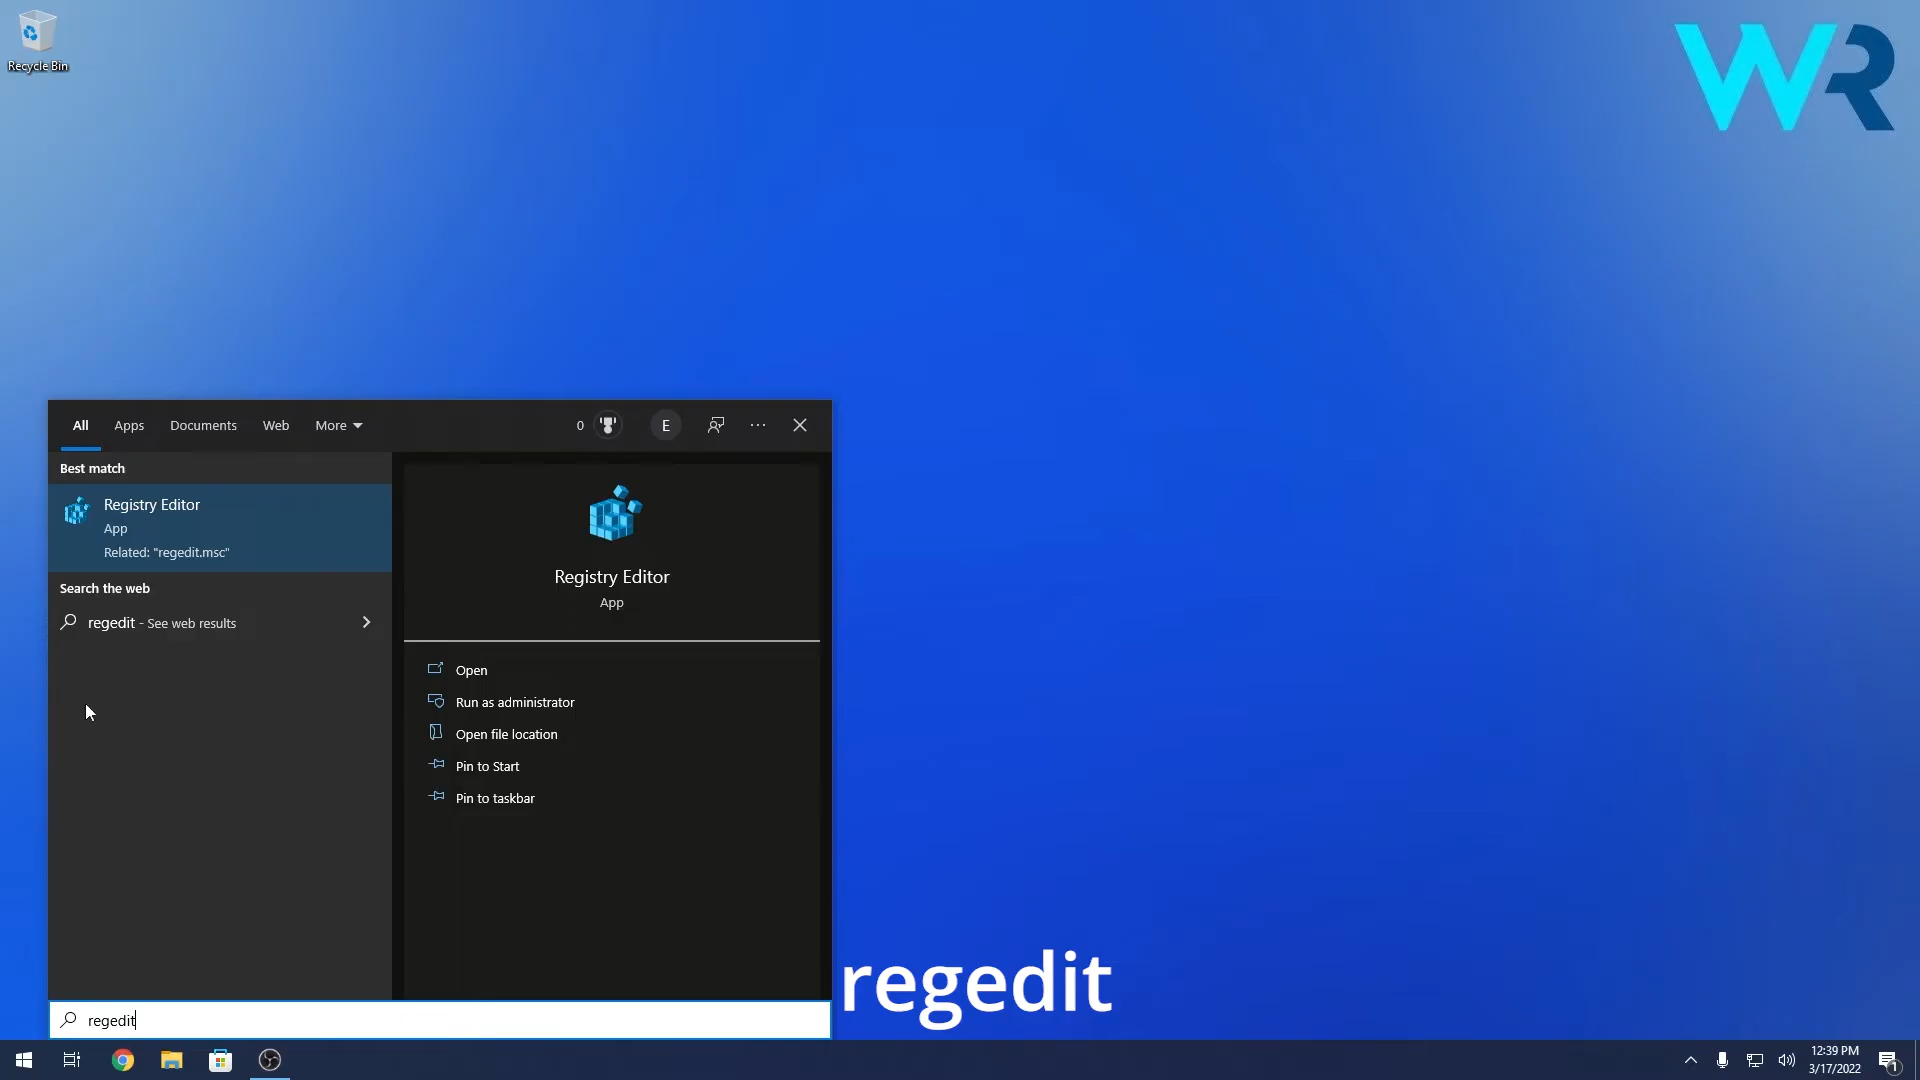 Recycle Bin
WR
All Apps Documents Web More 0 E
Best match
Registry Editor
App
Related: "regedit.msc"
Search the web
regedit - See web results
Registry Editor
App
Open
Run as administrator
Open file location
Pin to Start
Pin to taskbar
regedit
regedit
12:39 PM
3/17/2022
1